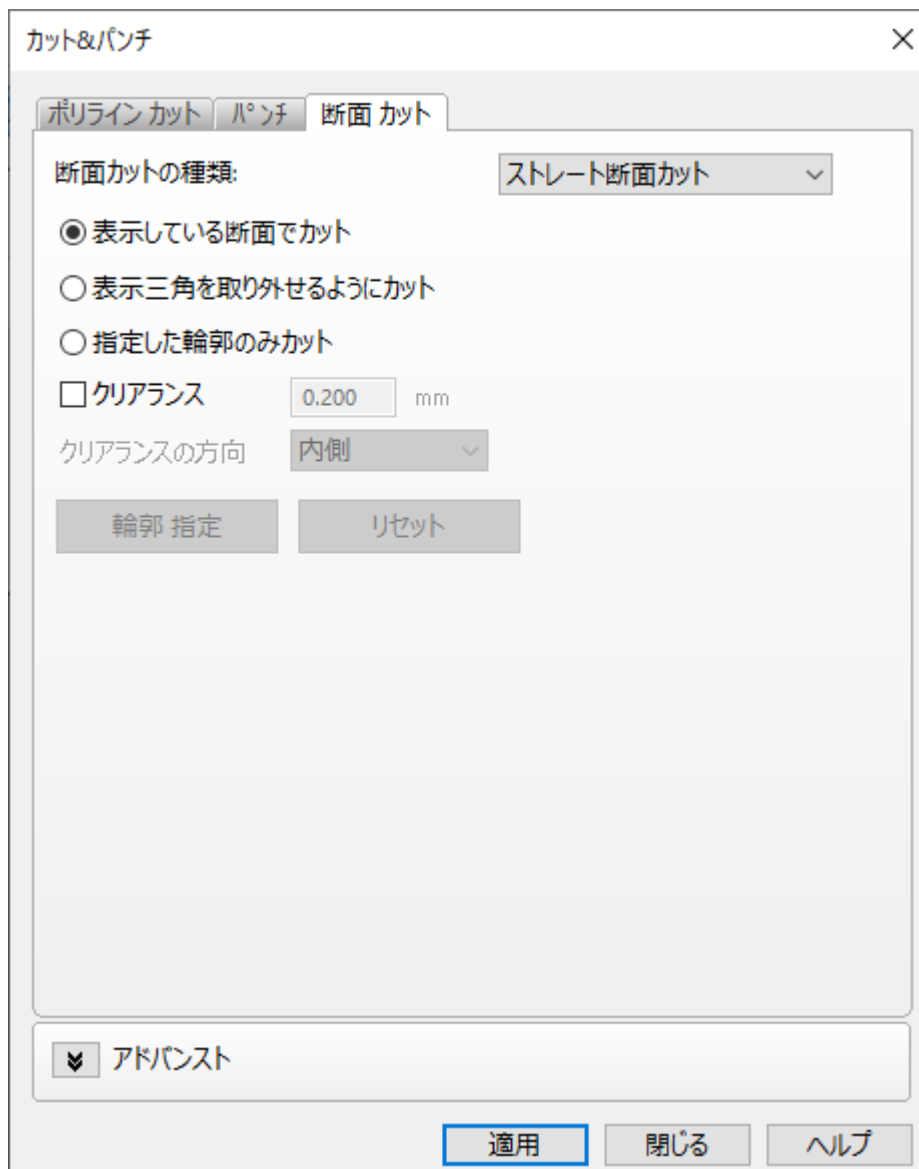 カット&パンチ
ポリライン カット パンチ 断面 カット
断面カットの種類: ストレート断面カット
表示している断面でカット
表示三角を取り外せるようにカット
指定した輪郭のみカット
クリアランス 0.200 mm
クリアランスの方向 内側
輪郭 指定 リセット
アドバンスト
適用 閉じる ヘルプ